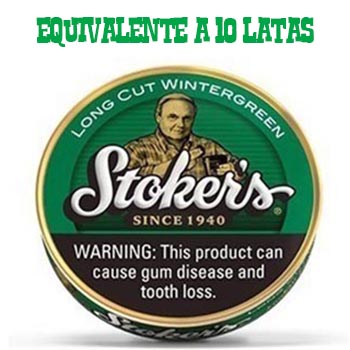 EQUIVALENTE A 10 LATAS
LONG CUT WINTERGREEN
Stoker's
®
SINCE 1940
WARNING: This product can
cause gum disease and
tooth loss.
Stoker's